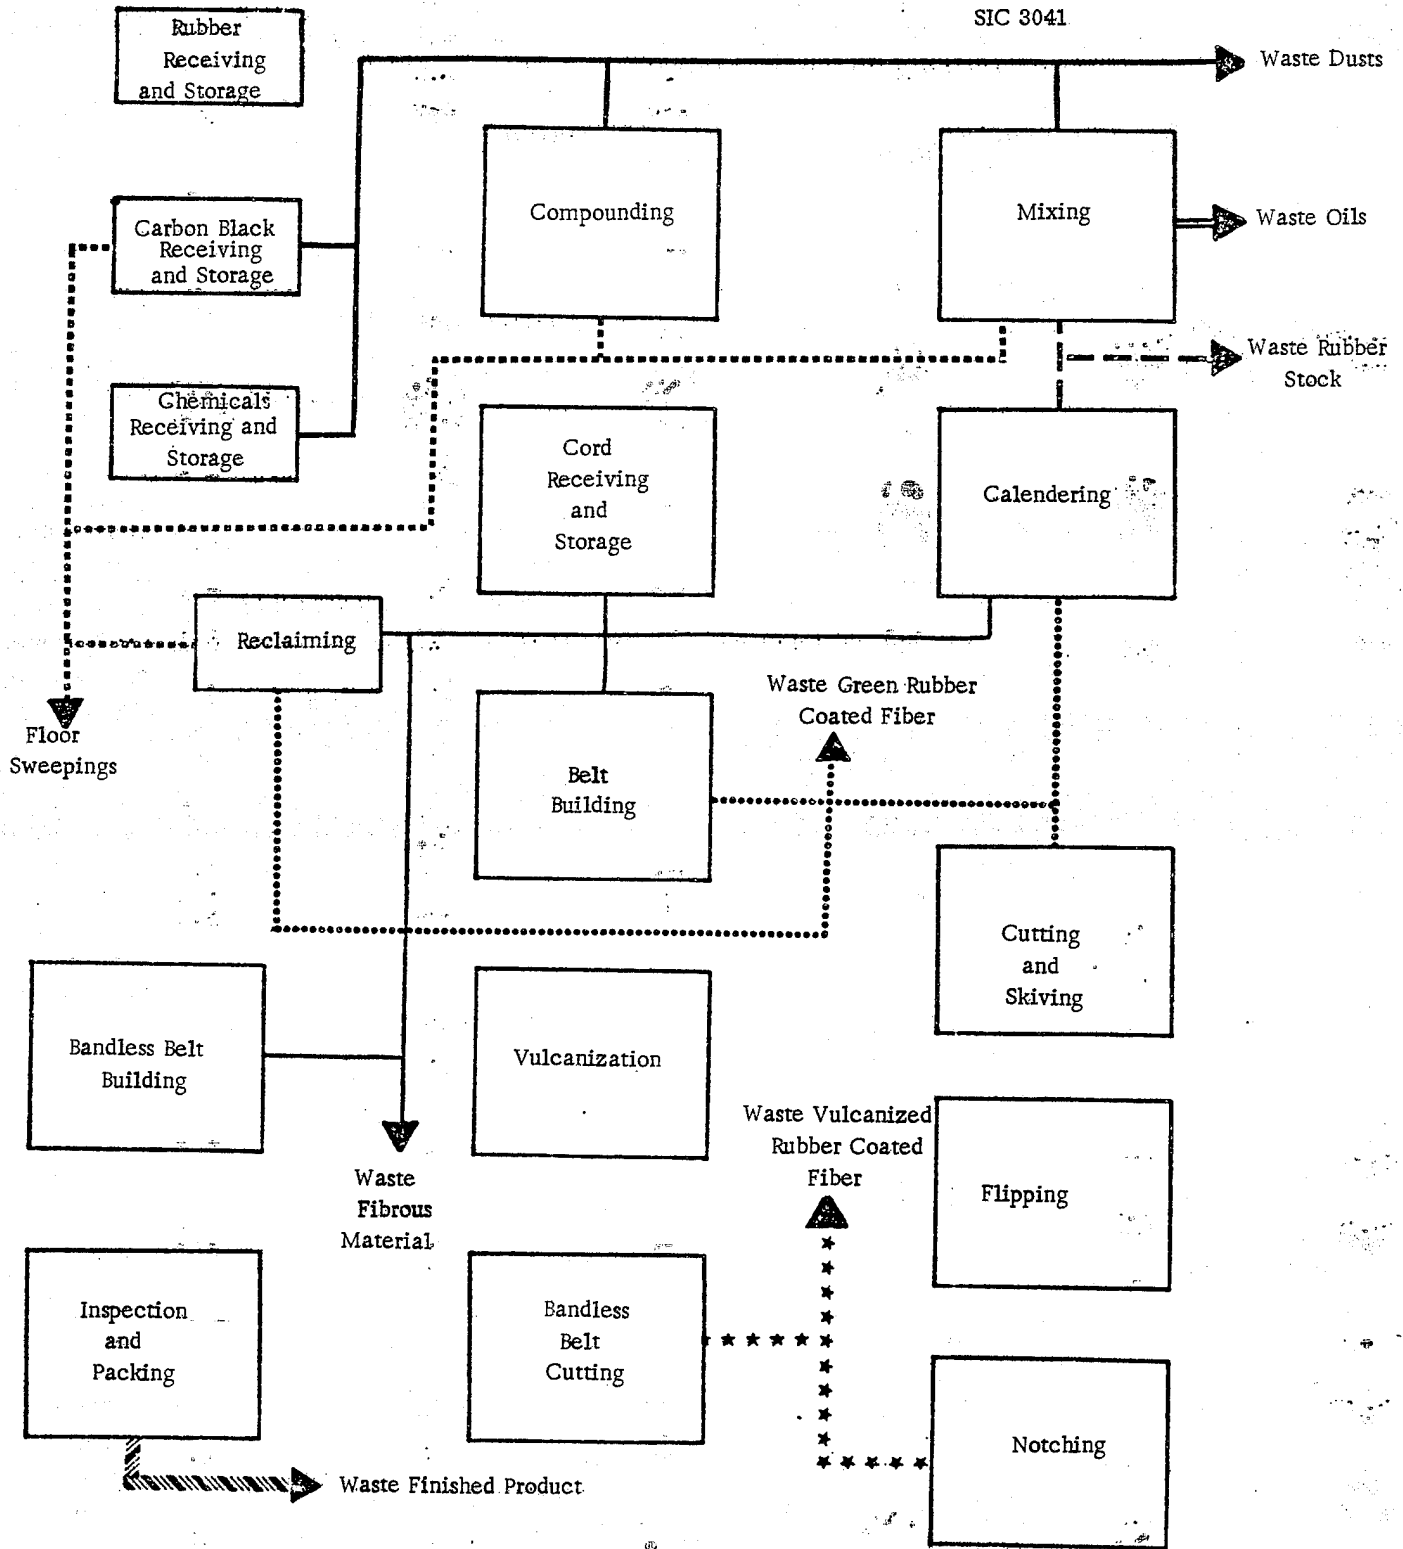 SIC 3041
Rubber
Receiving
and Storage
Waste Dusts
Compounding
Mixing
Waste Oils
Carbon Black
Receiving
and Storage
Waste Rubber
Stock
Chemicals
Receiving and
Storage
Cord
Receiving
and
Storage
Calendering
Reclaiming
Waste Green Rubber
Coated Fiber
Floor
Sweepings
Belt
Building
Cutting
and
Skiving
Bandless Belt
Building
Vulcanization
Waste Vulcanized
Rubber Coated
Fiber
Waste
Fibrous
Material
Flipping
Inspection
and
Packing
Bandless
Belt
Cutting
Notching
Waste Finished Product